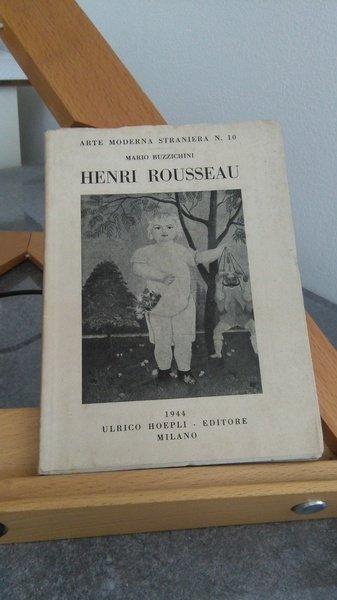 ARTE MODERNA STRANIERA N. 10
MARIO BUZZICHINI
HENRI ROUSSEAU
1944
ULRICO HOEPLI · EDITORE
MILANO